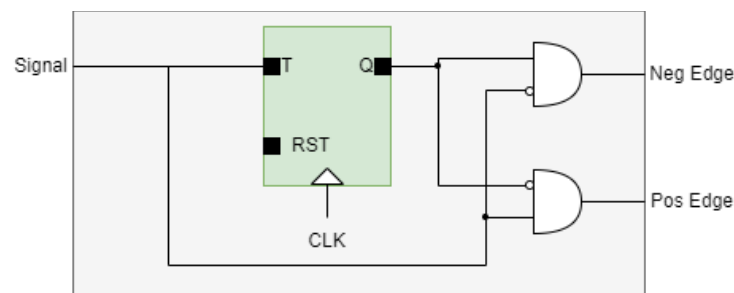 Signal
T
Q
Neg Edge
RST
Pos Edge
CLK